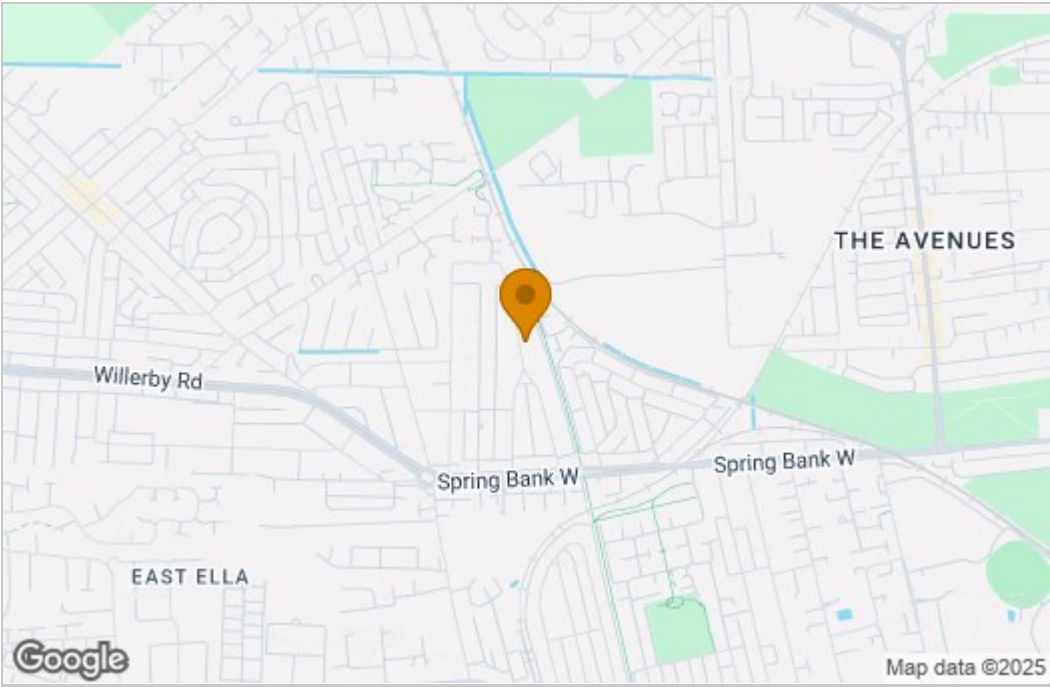 THE AVENUES
Willerby Rd
Spring Bank W
Spring Bank W
EAST ELLA
Google
Map data ©2025